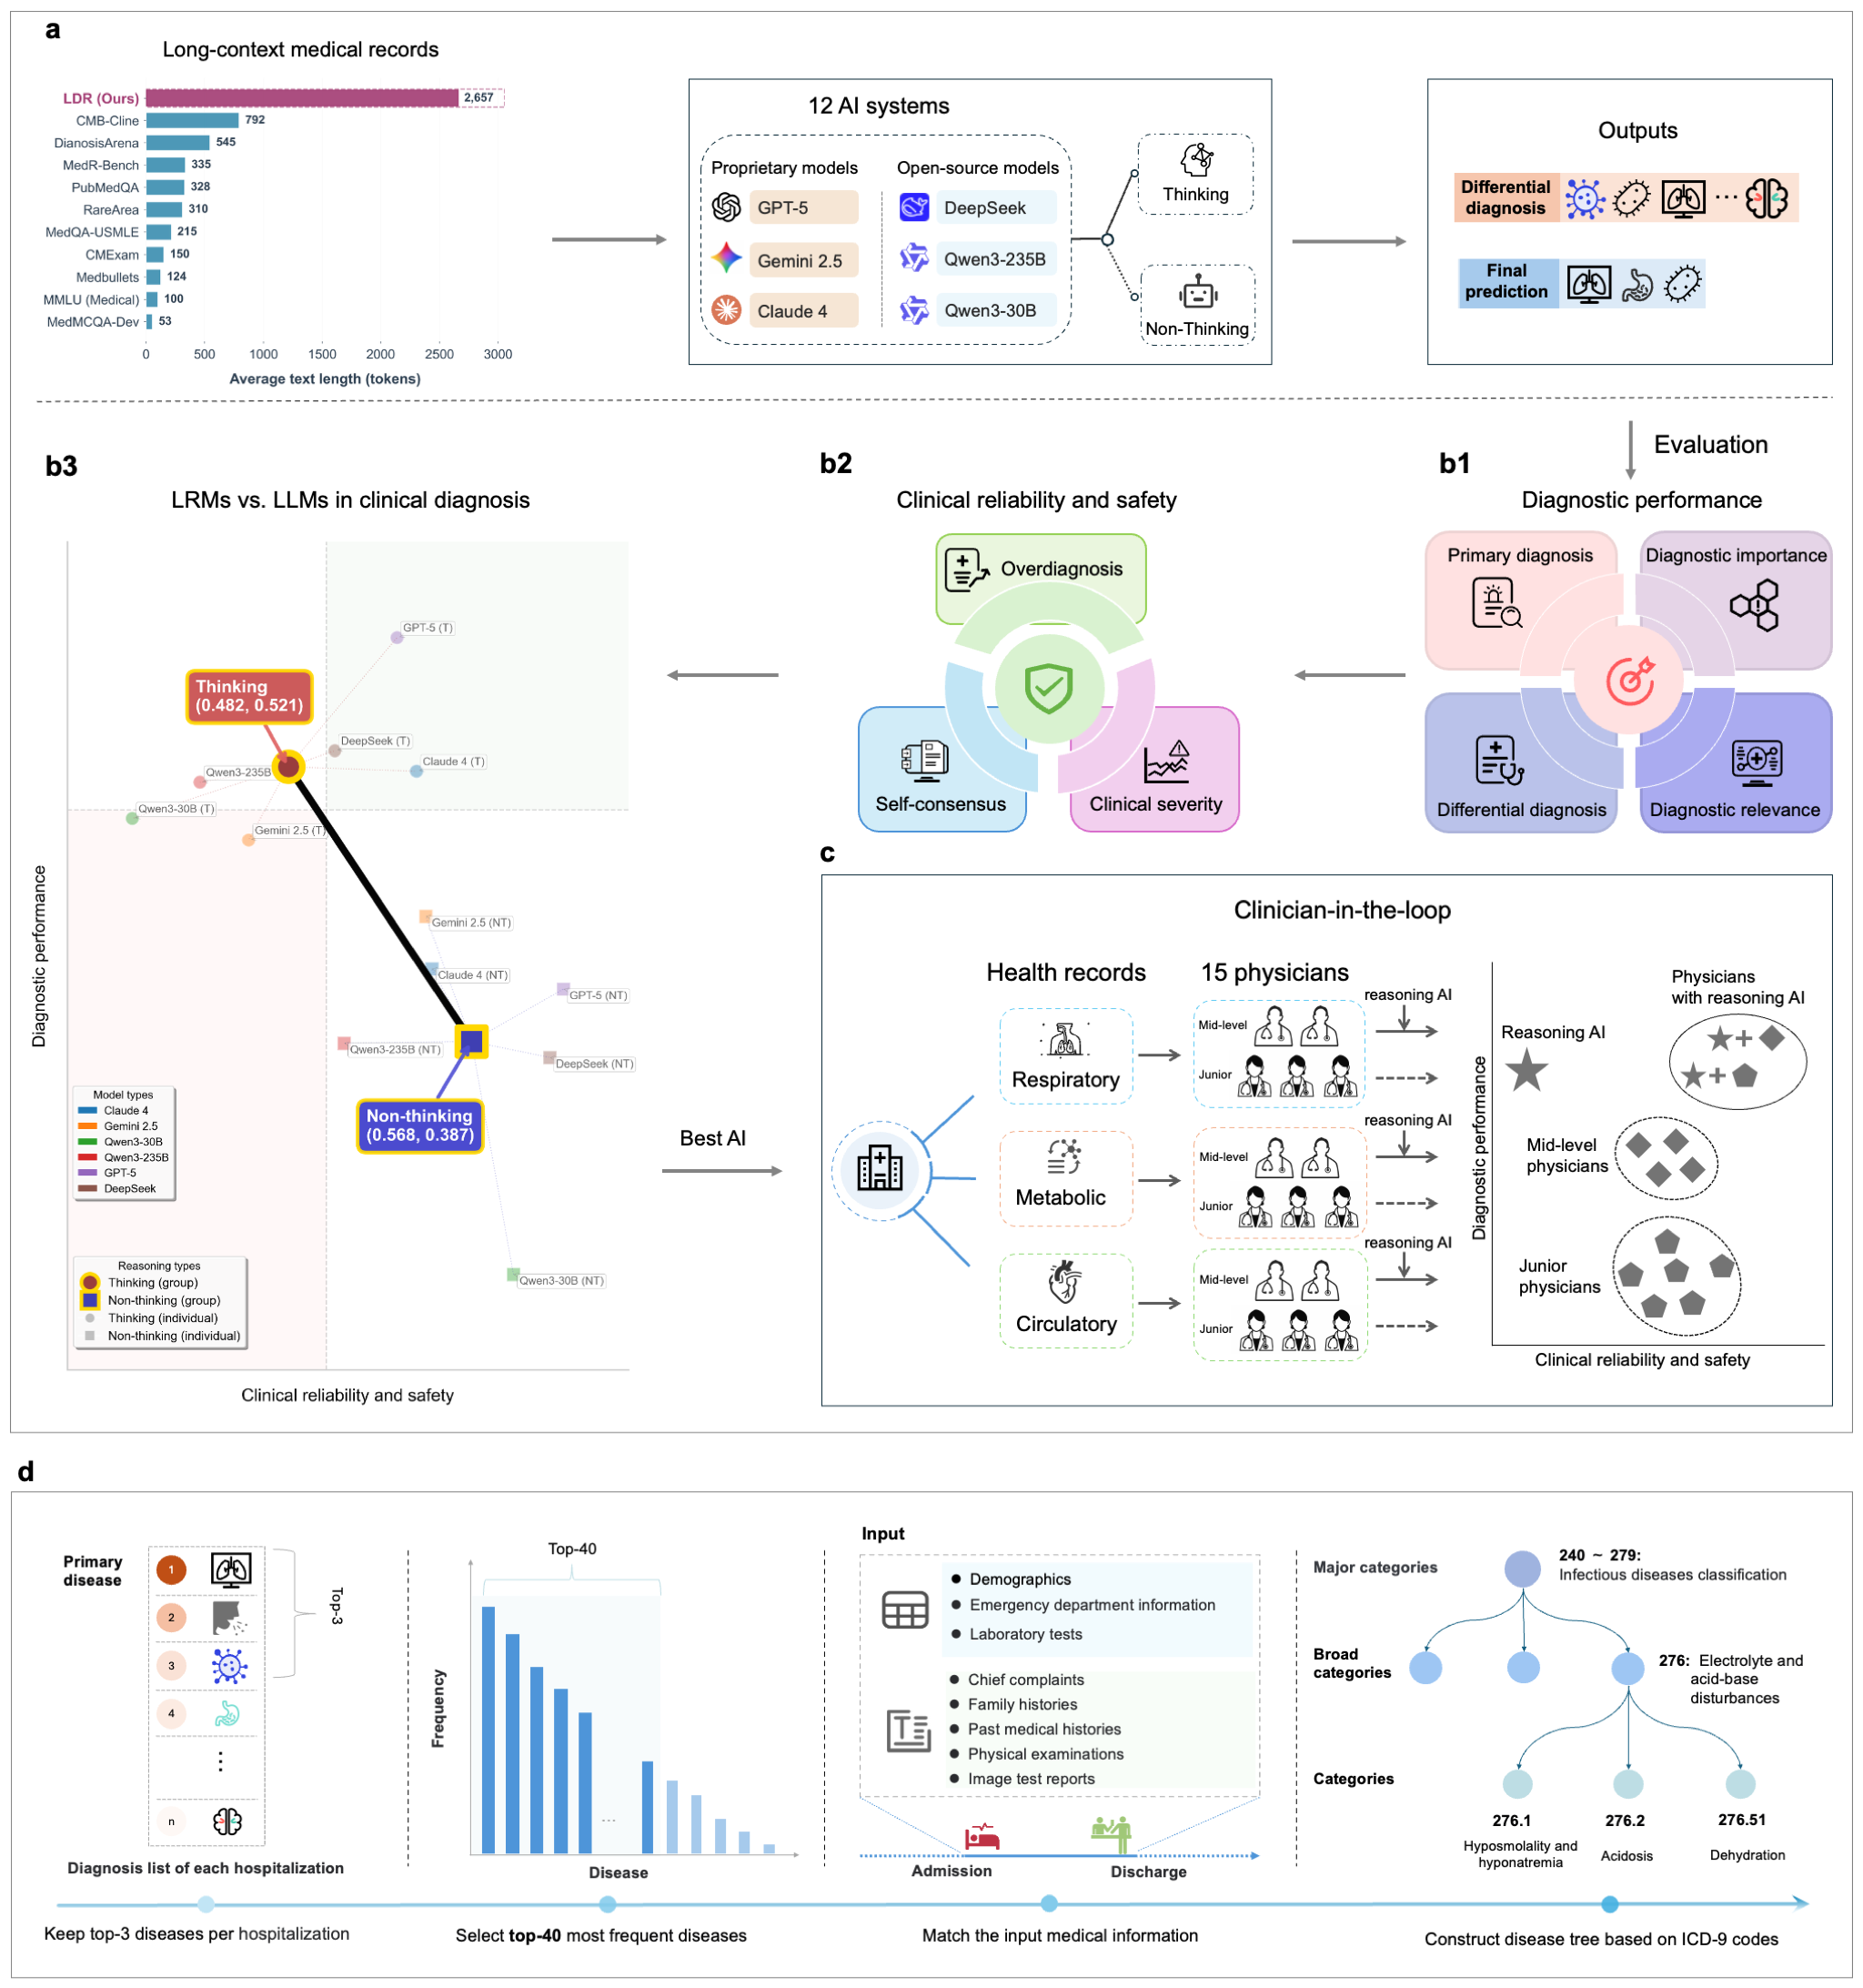 a
Long-context medical records
LDR (Ours)
2,657
CMB-Cline
792
DianosisArena
545
MedR-Bench
335
PubMedQA
328
RareArea
310
MedQA-USMLE
215
CMExam
150
Medbullets
124
MMLU (Medical)
100
MedMCQA-Dev
53
0 500 1000 1500 2000 2500 3000
Average text length (tokens)
12 AI systems
Proprietary models
GPT-5
Gemini 2.5
Claude 4
Open-source models
DeepSeek
Qwen3-235B
Qwen3-30B
Thinking
Non-Thinking
Outputs
Differential
diagnosis
...
Final
prediction
Evaluation
b3
LRMs vs. LLMs in clinical diagnosis
GPT-5 (T)
Thinking
(0.482, 0.521)
DeepSeek (T)
Claude 4 (T)
Qwen3-235B
Qwen3-30B (T)
Gemini 2.5 (T)
Gemini 2.5 (NT)
Claude 4 (NT)
GPT-5 (NT)
Qwen3-235B (NT)
DeepSeek (NT)
Non-thinking
(0.568, 0.387)
Qwen3-30B (NT)
Diagnostic performance
Model types
Claude 4
Gemini 2.5
Qwen3-30B
Qwen3-235B
GPT-5
DeepSeek
Reasoning types
Thinking (group)
Non-thinking (group)
Thinking (individual)
Non-thinking (individual)
Clinical reliability and safety
Best AI
b2
Clinical reliability and safety
Overdiagnosis
Self-consensus
Clinical severity
b1
Diagnostic performance
Primary diagnosis
Diagnostic importance
Differential diagnosis
Diagnostic relevance
c
Clinician-in-the-loop
Health records
15 physicians
Respiratory
Mid-level
Junior
reasoning AI
Metabolic
Mid-level
Junior
reasoning AI
Circulatory
Mid-level
Junior
reasoning AI
Diagnostic performance
Reasoning AI
Physicians
with reasoning AI
Mid-level
physicians
Junior
physicians
Clinical reliability and safety
d
Primary
disease
1
2
3
4
n
Top-3
Diagnosis list of each hospitalization
Keep top-3 diseases per hospitalization
Top-40
Frequency
...
Disease
Select top-40 most frequent diseases
Input
Demographics
Emergency department information
Laboratory tests
Chief complaints
Family histories
Past medical histories
Physical examinations
Image test reports
Admission
Discharge
Match the input medical information
Major categories
240 ~ 279:
Infectious diseases classification
Broad
categories
276: Electrolyte and
acid-base
disturbances
Categories
276.1
Hyposmolality and
hyponatremia
276.2
Acidosis
276.51
Dehydration
Construct disease tree based on ICD-9 codes